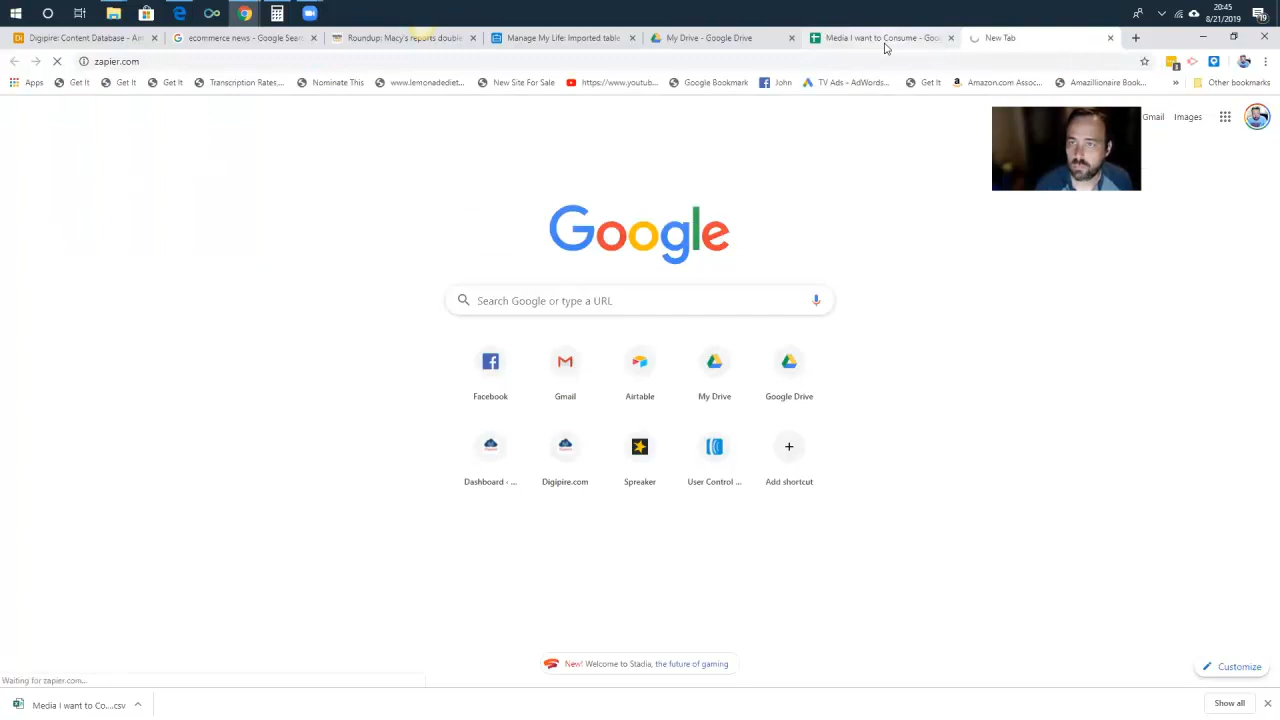 20:45
8/21/2019
19
Digipire: Content Database - Air
ecommerce news - Google Search
Roundup: Macy's reports double
Manage My Life: Imported table
My Drive - Google Drive
Media I want to Consume - Goo
New Tab
zapier.com
Apps
Get It
Get It
Get It
Transcription Rates,...
Nominate This
www.lemonadediet...
New Site For Sale
https://www.youtub...
Google Bookmark
John
TV Ads - AdWords...
Get It
Amazon.com Assoc...
Amazillionaire Book...
»
Other bookmarks
Gmail
Images
Google
Search Google or type a URL
Facebook
Gmail
Airtable
My Drive
Google Drive
Dashboard - ...
Digipire.com
Spreaker
User Control ...
Add shortcut
New! Welcome to Stadia, the future of gaming
Customize
Waiting for zapier.com...
Media I want to Co....csv
Show all